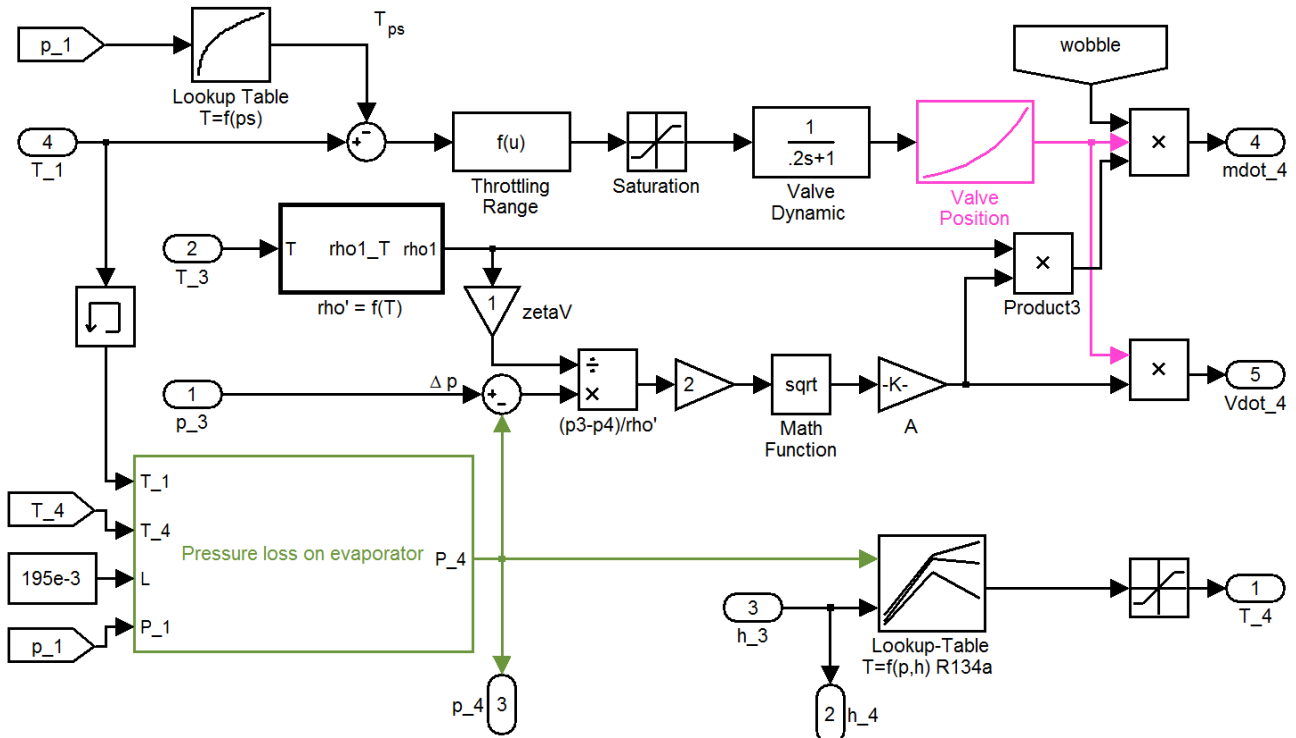 p_1
T_ps
wobble
Lookup Table
T=f(ps)
4
T_1
+
−
−
f(u)
Throttling
Range
Saturation
1
.2s+1
Valve
Dynamic
Valve
Position
×
4
mdot_4
2
T_3
T
rho1_T
rho1
rho' = f(T)
1
zetaV
×
Product3
1
p_3
Δ p
+
−
÷
×
(p3-p4)/rho'
2
sqrt
Math
Function
-K-
A
×
5
Vdot_4
T_1
T_4
T_4
195e-3
L
p_1
P_1
Pressure loss on evaporator
P_4
p_4
3
3
h_3
Lookup-Table
T=f(p,h) R134a
2
h_4
1
T_4